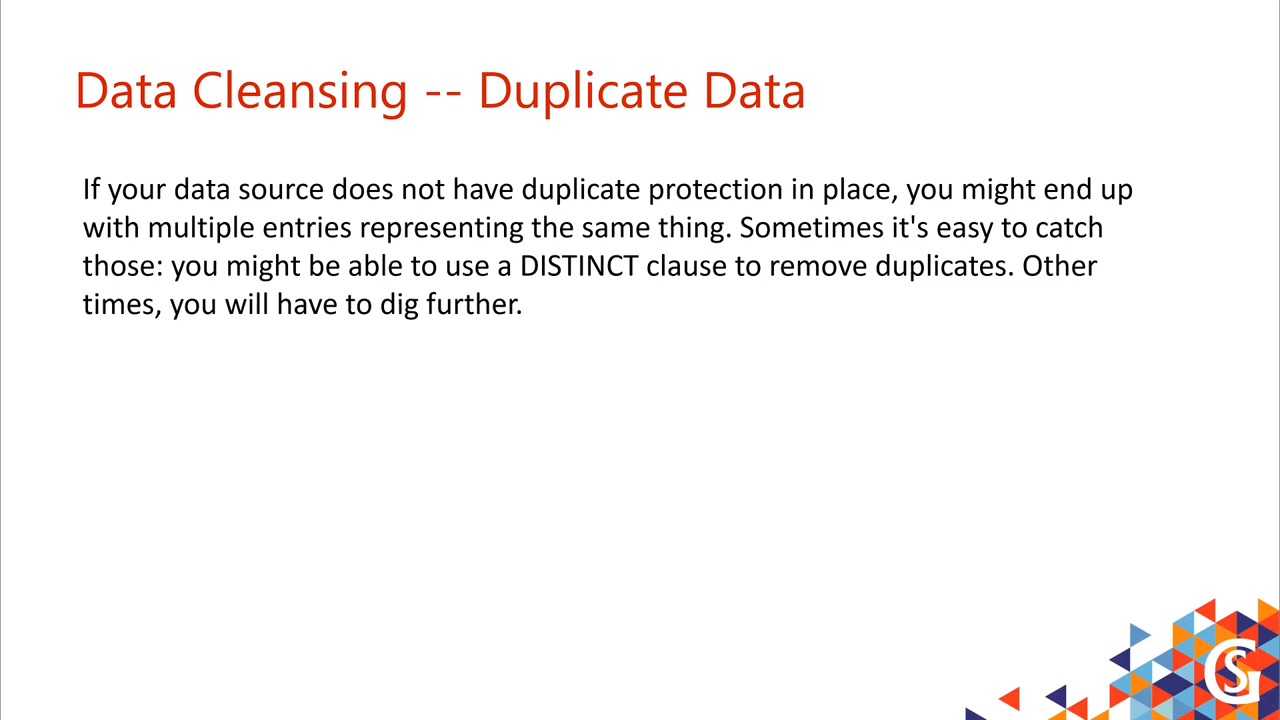 Data Cleansing -- Duplicate Data
If your data source does not have duplicate protection in place, you might end up
with multiple entries representing the same thing. Sometimes it's easy to catch
those: you might be able to use a DISTINCT clause to remove duplicates. Other
times, you will have to dig further.
GS